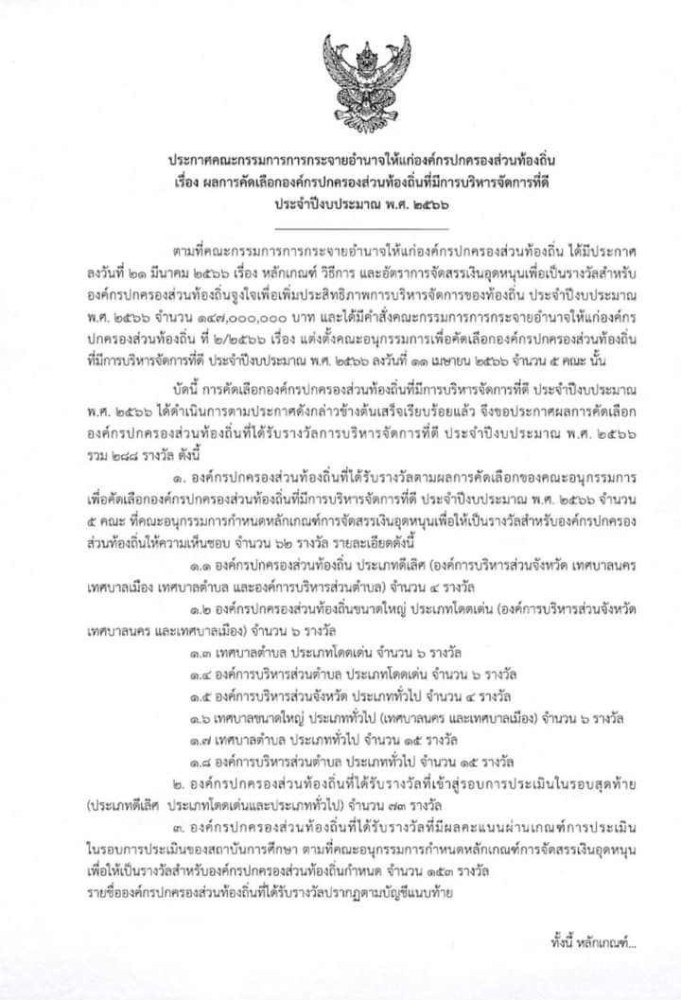 ประกาศคณะกรรมการการกระจายอำนาจให้แก่องค์กรปกครองส่วนท้องถิ่น
เรื่อง ผลการคัดเลือกองค์กรปกครองส่วนท้องถิ่นที่มีการบริหารจัดการที่ดี
ประจำปีงบประมาณ พ.ศ. ๒๕๖๖
ตามที่คณะกรรมการการกระจายอำนาจให้แก่องค์กรปกครองส่วนท้องถิ่น ได้มีประกาศ
ลงวันที่ ๒๑ มีนาคม ๒๕๖๖ เรื่อง หลักเกณฑ์ วิธีการ และอัตราการจัดสรรเงินอุดหนุนเพื่อเป็นรางวัลสำหรับ
องค์กรปกครองส่วนท้องถิ่นจูงใจเพื่อเพิ่มประสิทธิภาพการบริหารจัดการของท้องถิ่น ประจำปีงบประมาณ
พ.ศ. ๒๕๖๖ จำนวน ๑๔๗,๐๐๐,๐๐๐ บาท และได้มีคำสั่งคณะกรรมการการกระจายอำนาจให้แก่องค์กร
ปกครองส่วนท้องถิ่น ที่ ๒/๒๕๖๖ เรื่อง แต่งตั้งคณะอนุกรรมการเพื่อคัดเลือกองค์กรปกครองส่วนท้องถิ่น
ที่มีการบริหารจัดการที่ดี ประจำปีงบประมาณ พ.ศ. ๒๕๖๖ ลงวันที่ ๑๑ เมษายน ๒๕๖๖ จำนวน ๕ คณะ นั้น
บัดนี้ การคัดเลือกองค์กรปกครองส่วนท้องถิ่นที่มีการบริหารจัดการที่ดี ประจำปีงบประมาณ
พ.ศ. ๒๕๖๖ ได้ดำเนินการตามประกาศดังกล่าวข้างต้นเสร็จเรียบร้อยแล้ว จึงขอประกาศผลการคัดเลือก
องค์กรปกครองส่วนท้องถิ่นที่ได้รับรางวัลการบริหารจัดการที่ดี ประจำปีงบประมาณ พ.ศ. ๒๕๖๖
รวม ๒๘๘ รางวัล ดังนี้
๑. องค์กรปกครองส่วนท้องถิ่นที่ได้รับรางวัลตามผลการคัดเลือกของคณะอนุกรรมการ
เพื่อคัดเลือกองค์กรปกครองส่วนท้องถิ่นที่มีการบริหารจัดการที่ดี ประจำปีงบประมาณ พ.ศ. ๒๕๖๖ จำนวน
๕ คณะ ที่คณะอนุกรรมการกำหนดหลักเกณฑ์การจัดสรรเงินอุดหนุนเพื่อให้เป็นรางวัลสำหรับองค์กรปกครอง
ส่วนท้องถิ่นให้ความเห็นชอบ จำนวน ๖๒ รางวัล รายละเอียดดังนี้
๑.๑ องค์กรปกครองส่วนท้องถิ่น ประเภทดีเลิศ (องค์การบริหารส่วนจังหวัด เทศบาลนคร
เทศบาลเมือง เทศบาลตำบล และองค์การบริหารส่วนตำบล) จำนวน ๔ รางวัล
๑.๒ องค์กรปกครองส่วนท้องถิ่นขนาดใหญ่ ประเภทโดดเด่น (องค์การบริหารส่วนจังหวัด
เทศบาลนคร และเทศบาลเมือง) จำนวน ๖ รางวัล
๑.๓ เทศบาลตำบล ประเภทโดดเด่น จำนวน ๖ รางวัล
๑.๔ องค์การบริหารส่วนตำบล ประเภทโดดเด่น จำนวน ๖ รางวัล
๑.๕ องค์การบริหารส่วนจังหวัด ประเภททั่วไป จำนวน ๔ รางวัล
๑.๖ เทศบาลขนาดใหญ่ ประเภททั่วไป (เทศบาลนคร และเทศบาลเมือง) จำนวน ๖ รางวัล
๑.๗ เทศบาลตำบล ประเภททั่วไป จำนวน ๑๕ รางวัล
๑.๘ องค์การบริหารส่วนตำบล ประเภททั่วไป จำนวน ๑๕ รางวัล
๒. องค์กรปกครองส่วนท้องถิ่นที่ได้รับรางวัลที่เข้าสู่รอบการประเมินในรอบสุดท้าย
(ประเภทดีเลิศ ประเภทโดดเด่นและประเภททั่วไป) จำนวน ๗๓ รางวัล
๓. องค์กรปกครองส่วนท้องถิ่นที่ได้รับรางวัลที่มีผลคะแนนผ่านเกณฑ์การประเมิน
ในรอบการประเมินของสถาบันการศึกษา ตามที่คณะอนุกรรมการกำหนดหลักเกณฑ์การจัดสรรเงินอุดหนุน
เพื่อให้เป็นรางวัลสำหรับองค์กรปกครองส่วนท้องถิ่นกำหนด จำนวน ๑๕๓ รางวัล
รายชื่อองค์กรปกครองส่วนท้องถิ่นที่ได้รับรางวัลปรากฏตามบัญชีแนบท้าย
ทั้งนี้ หลักเกณฑ์...